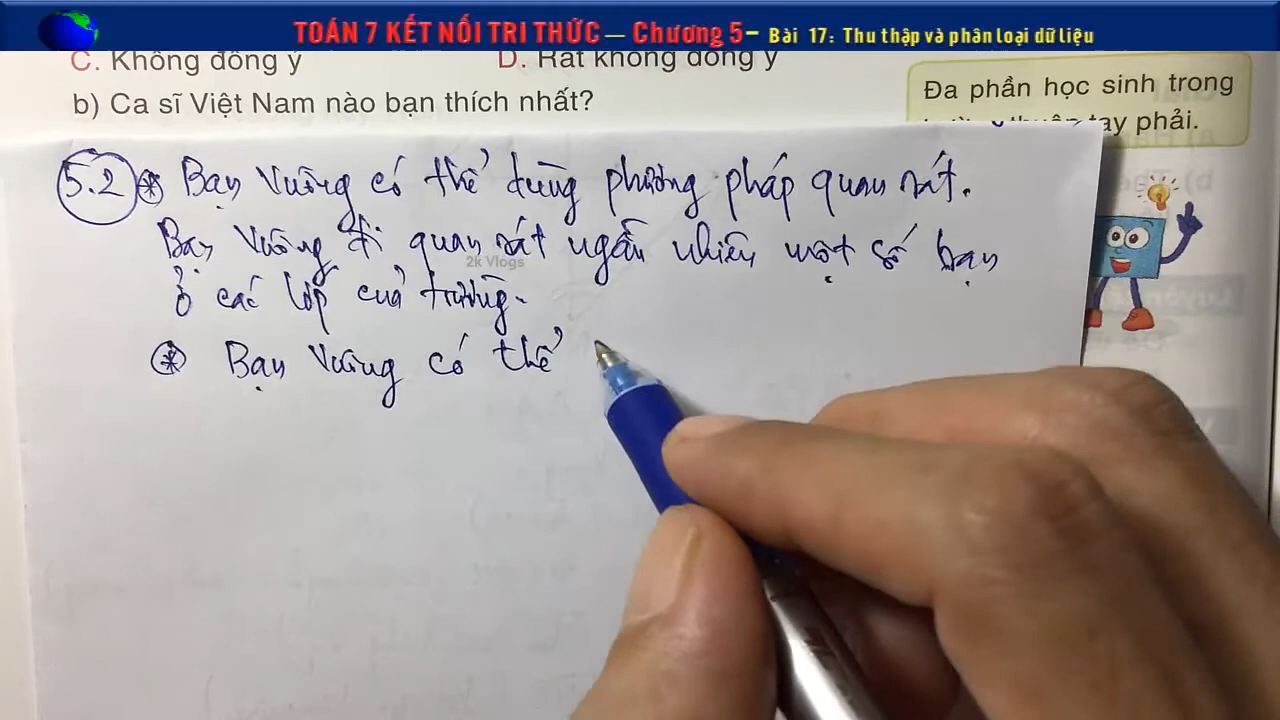 TOÁN 7 KẾT NỐI TRI THỨC – Chương 5 – Bài 17: Thu thập và phân loại dữ liệu
C. Không đồng ý D. Rất không đồng ý
b) Ca sĩ Việt Nam nào bạn thích nhất?
Đa phần học sinh trong
tay phải.
5.2 * Bạn Vuông có thể dùng phương pháp quan sát.
Bạn Vuông đi quan sát ngẫu nhiên một số bạn
2k Vlogs
ở các lớp của trường.
* Bạn Vuông có thể